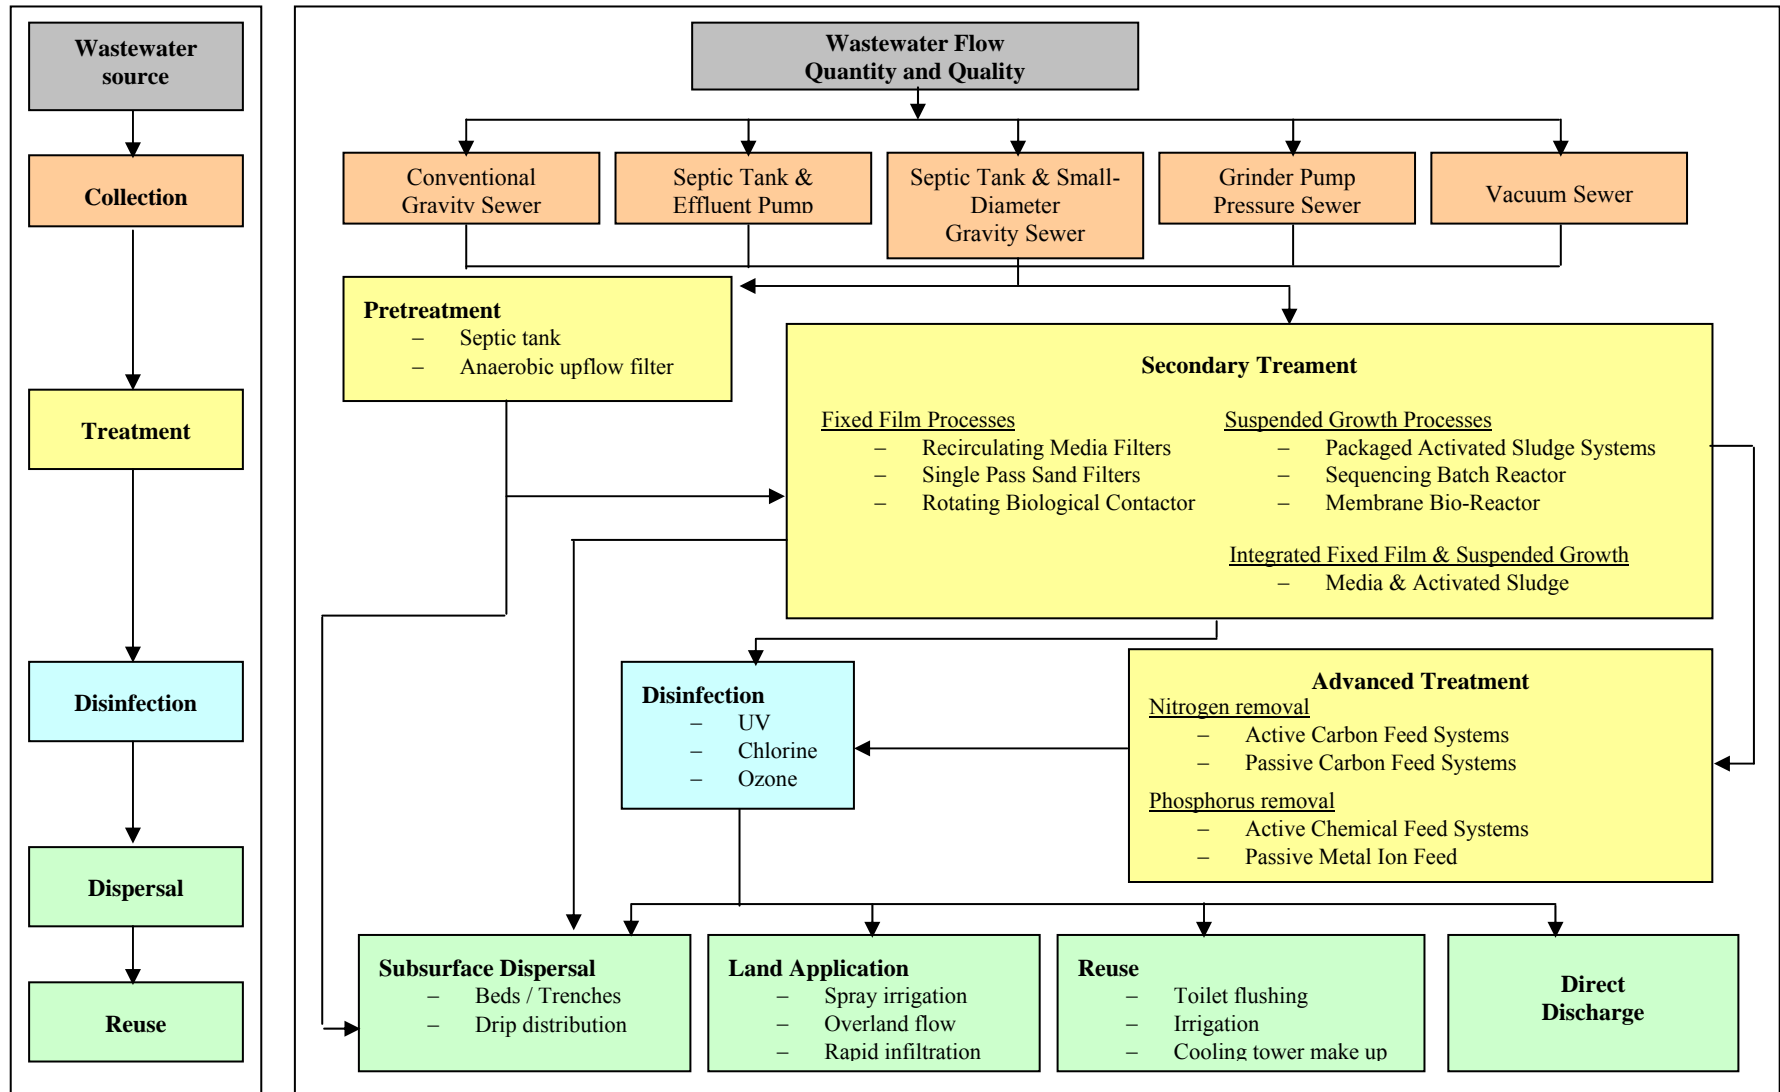 Wastewater
source
Collection
Treatment
Disinfection
Dispersal
Reuse
Wastewater Flow
Quantity and Quality
Conventional
Gravity Sewer
Septic Tank &
Effluent Pump
Septic Tank & Small-
Diameter
Gravity Sewer
Grinder Pump
Pressure Sewer
Vacuum Sewer
Pretreatment
– Septic tank
– Anaerobic upflow filter
Secondary Treament
Fixed Film Processes
– Recirculating Media Filters
– Single Pass Sand Filters
– Rotating Biological Contactor
Suspended Growth Processes
– Packaged Activated Sludge Systems
– Sequencing Batch Reactor
– Membrane Bio-Reactor
Integrated Fixed Film & Suspended Growth
– Media & Activated Sludge
Disinfection
– UV
– Chlorine
– Ozone
Advanced Treatment
Nitrogen removal
– Active Carbon Feed Systems
– Passive Carbon Feed Systems
Phosphorus removal
– Active Chemical Feed Systems
– Passive Metal Ion Feed
Subsurface Dispersal
– Beds / Trenches
– Drip distribution
Land Application
– Spray irrigation
– Overland flow
– Rapid infiltration
Reuse
– Toilet flushing
– Irrigation
– Cooling tower make up
Direct
Discharge